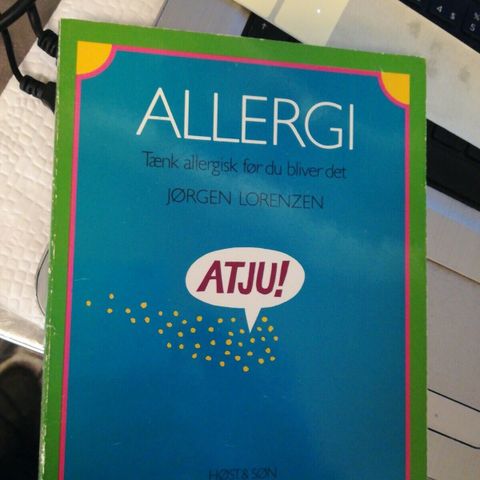 ALLERGI
Tænk allergisk før du bliver det
JØRGEN LORENZEN
ATJU!
HØST & SØN